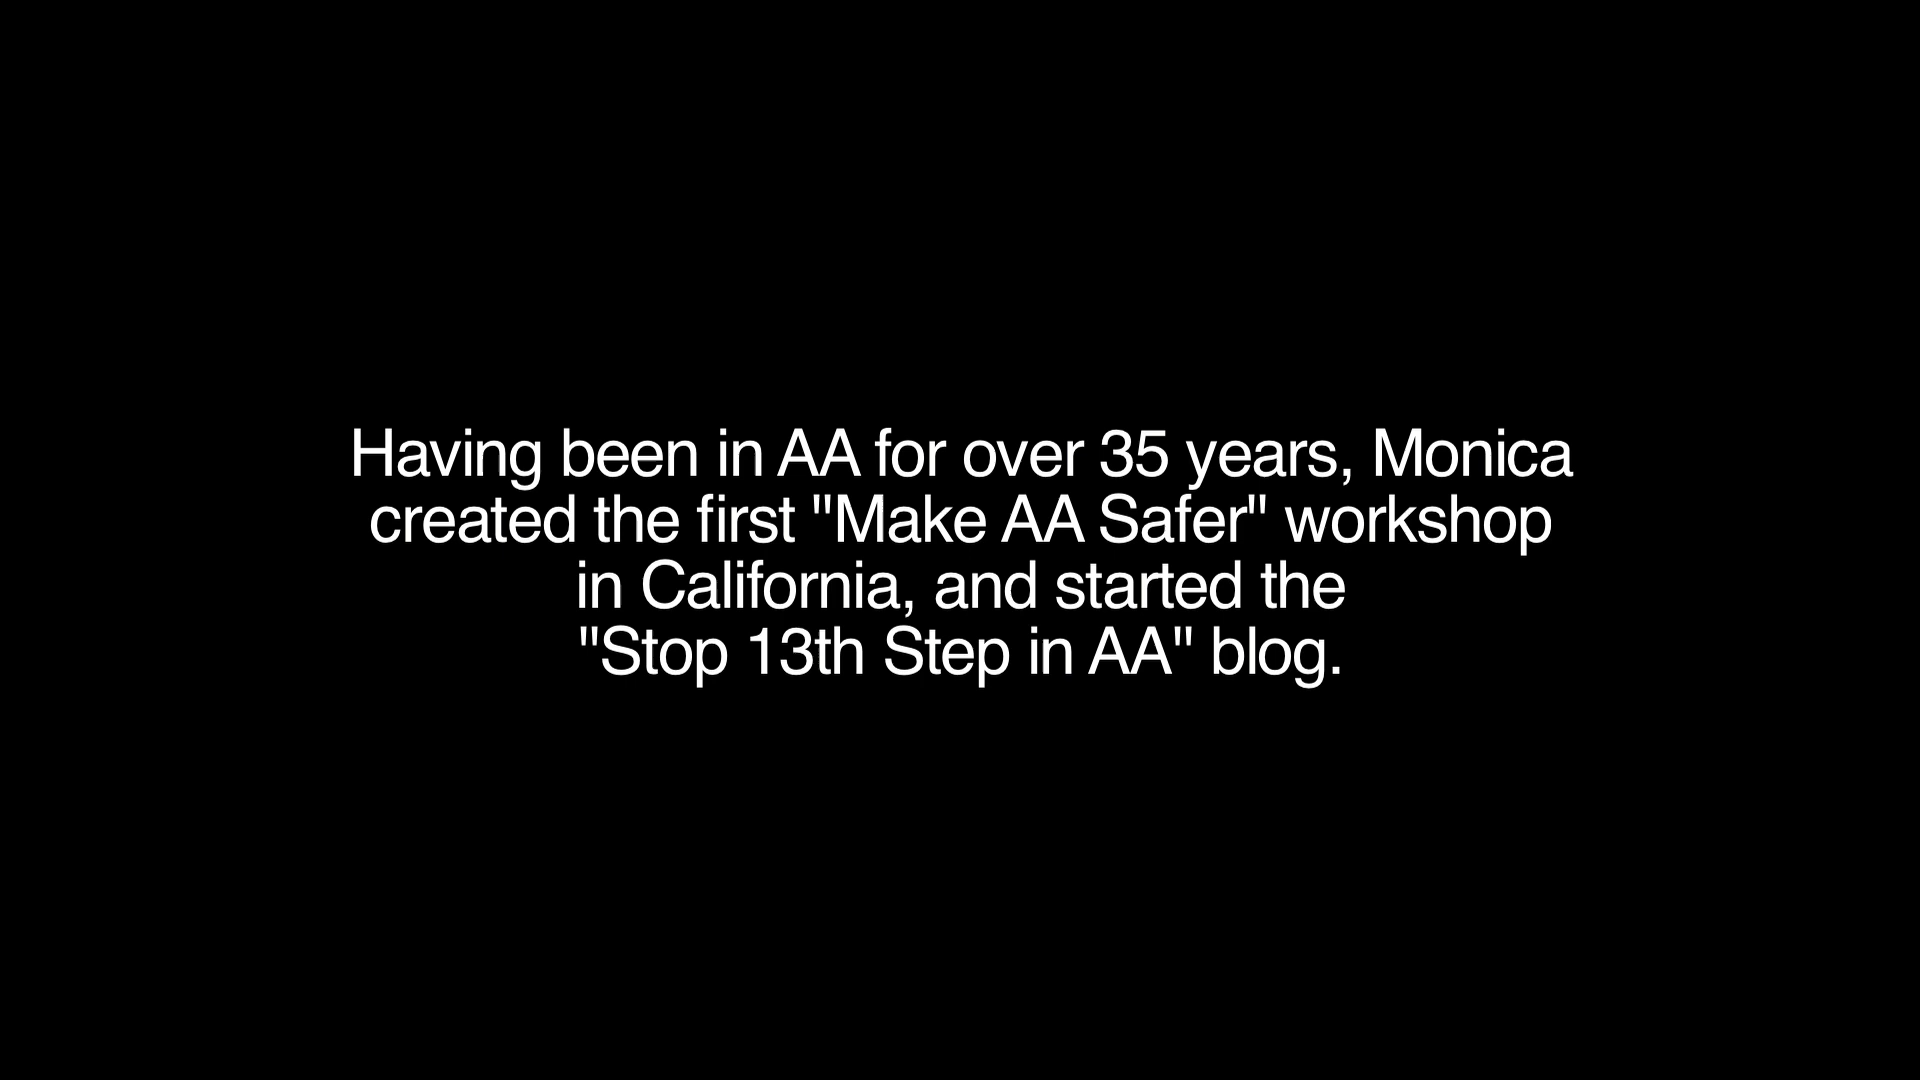 Having been in AA for over 35 years, Monica
created the first "Make AA Safer" workshop
in California, and started the
"Stop 13th Step in AA" blog.